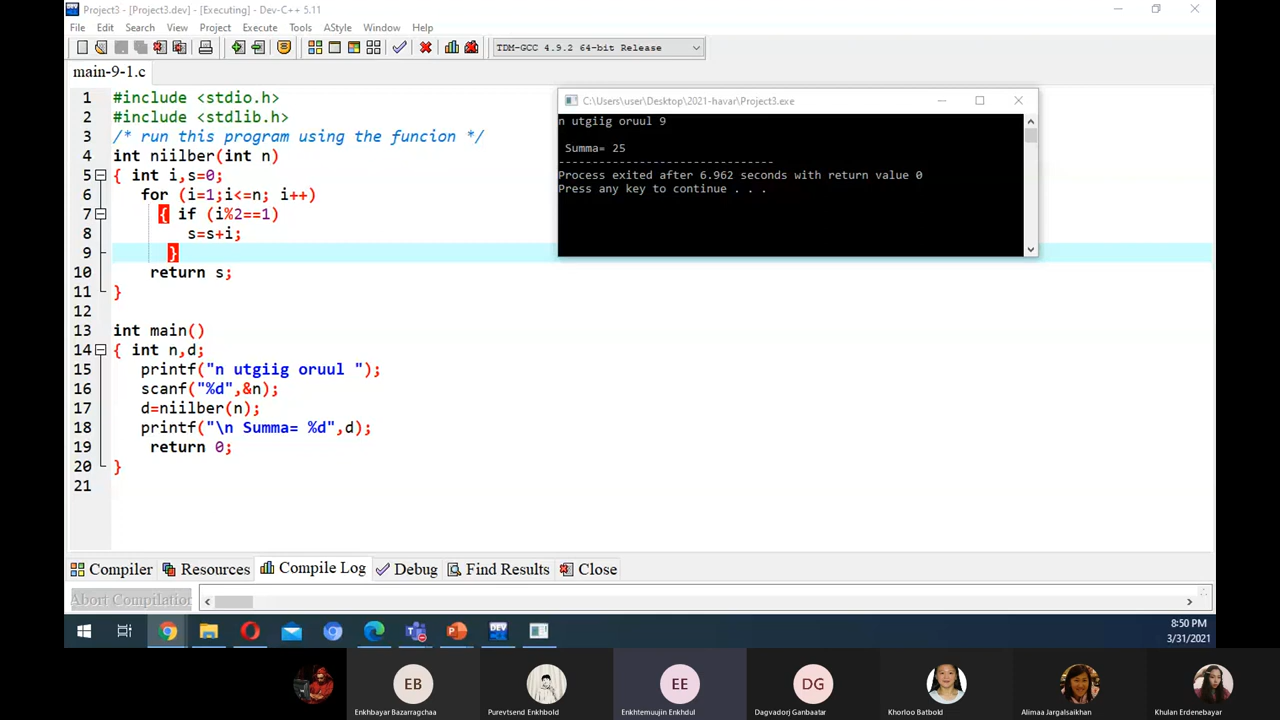 Project3 - [Project3.dev] - [Executing] - Dev-C++ 5.11
File Edit Search View Project Execute Tools AStyle Window Help
TDM-GCC 4.9.2 64-bit Release
main-9-1.c
1 #include <stdio.h>
2 #include <stdlib.h>
3 /* run this program using the funcion */
4 int niilber(int n)
5 { int i,s=0;
6 for (i=1;i<=n; i++)
7 { if (i%2==1)
8 s=s+i;
9 }
10 return s;
11 }
12
13 int main()
14 { int n,d;
15 printf("n utgiig oruul ");
16 scanf("%d",&n);
17 d=niilber(n);
18 printf("\n Summa= %d",d);
19 return 0;
20 }
21
C:\Users\user\Desktop\2021-havar\Project3.exe
n utgiig oruul 9
Summa= 25
--------------------------------
Process exited after 6.962 seconds with return value 0
Press any key to continue . . .
Compiler Resources Compile Log Debug Find Results Close
Abort Compilation
DEV
8:50 PM
3/31/2021
EB EE DG
Enkhbayar Bazarragchaa Purevtsend Enkhbold Enkhtemuujin Enkhdul Dagvadorj Ganbaatar Khorloo Batbold Alimaa Jargalsaikhan Khulan Erdenebayar